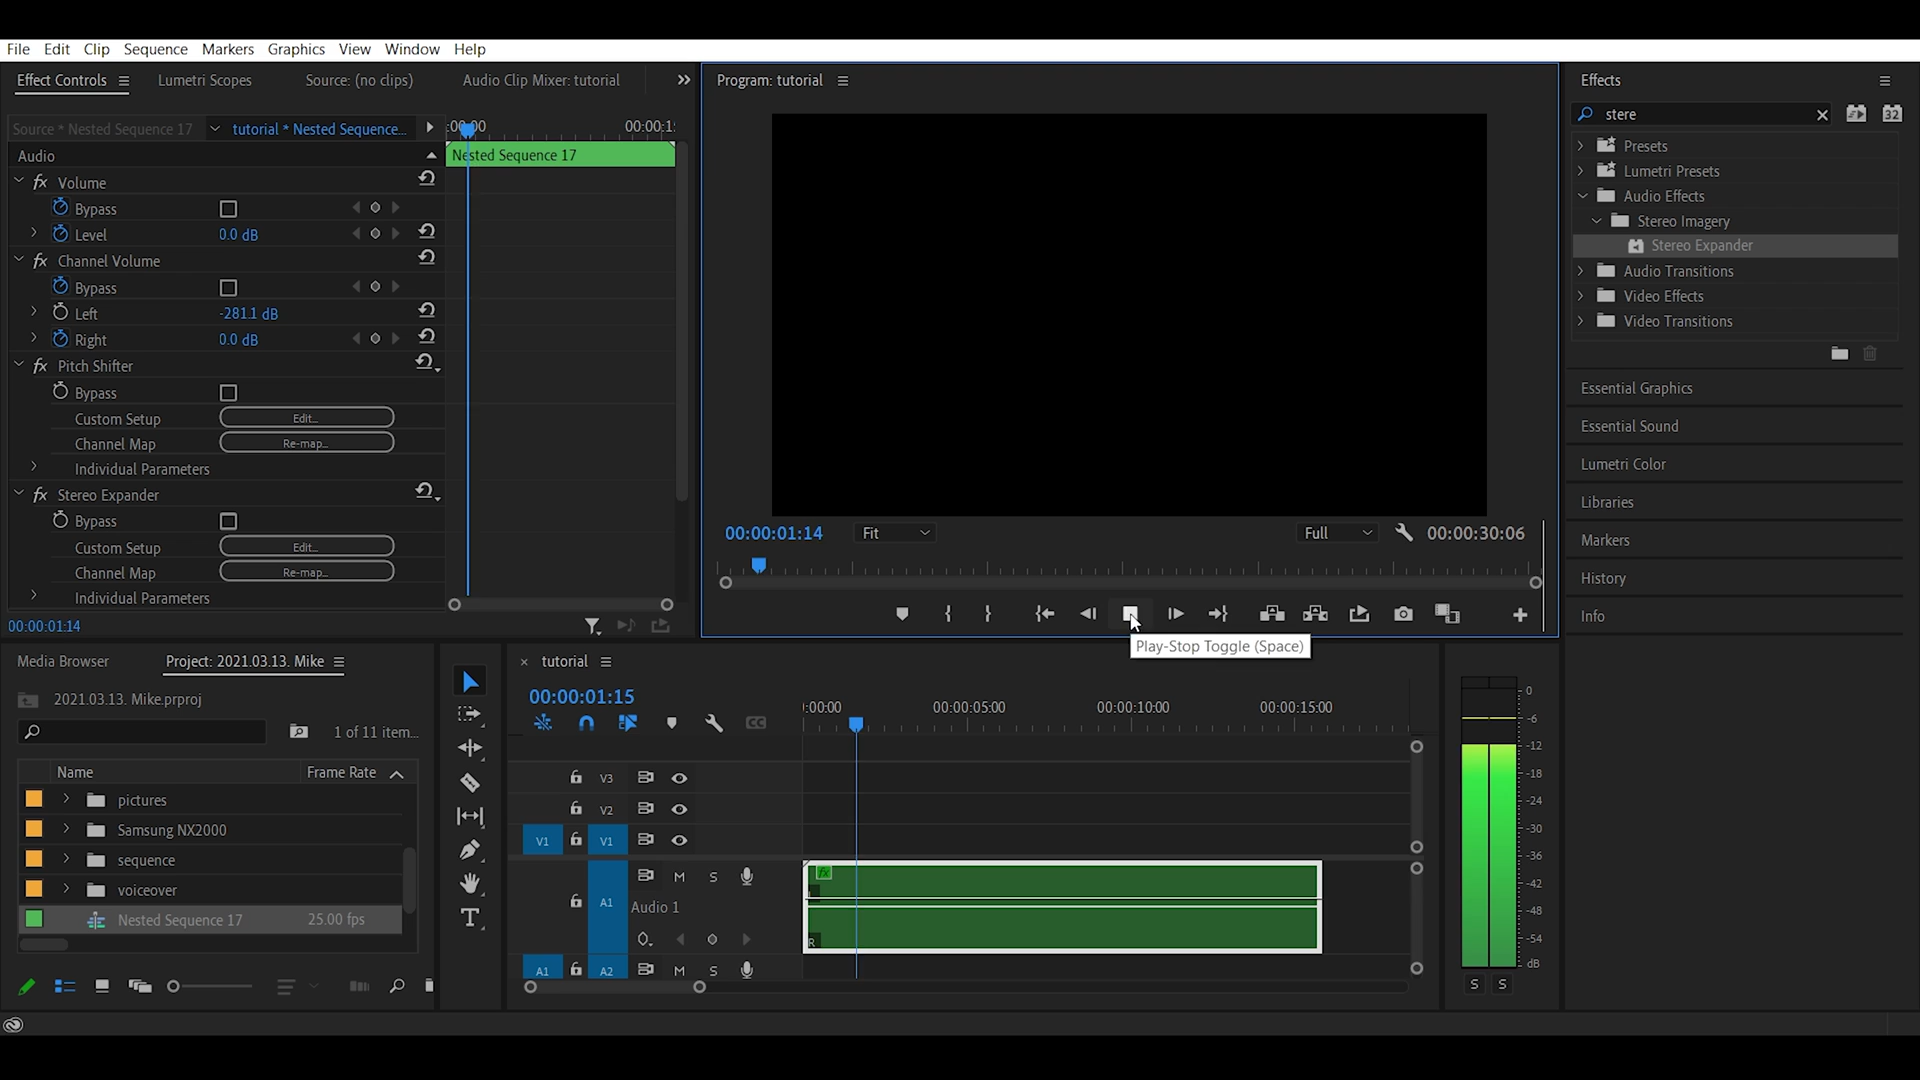 File Edit Clip Sequence Markers Graphics View Window Help
Effect Controls Lumetri Scopes Source: (no clips) Audio Clip Mixer: tutorial
Source * Nested Sequence 17 tutorial * Nested Sequence... :00:00 00:00:1
Audio Nested Sequence 17
fx Volume
Bypass
Level 0.0 dB
fx Channel Volume
Bypass
Left -281.1 dB
Right 0.0 dB
fx Pitch Shifter
Bypass
Custom Setup Edit...
Channel Map Re-map...
Individual Parameters
fx Stereo Expander
Bypass
Custom Setup Edit...
Channel Map Re-map...
Individual Parameters
00:00:01:14
Program: tutorial
00:00:01:14 Fit Full 00:00:30:06
Play-Stop Toggle (Space)
Effects
stere 32
Presets
Lumetri Presets
Audio Effects
Stereo Imagery
Stereo Expander
Audio Transitions
Video Effects
Video Transitions
Essential Graphics
Essential Sound
Lumetri Color
Libraries
Markers
History
Info
Media Browser Project: 2021.03.13. Mike
2021.03.13. Mike.prproj
1 of 11 item...
Name Frame Rate
pictures
Samsung NX2000
sequence
voiceover
Nested Sequence 17 25.00 fps
tutorial
00:00:01:15
:00:00 00:00:05:00 00:00:10:00 00:00:15:00
CC
V3
V2
V1 V1
A1 M S
Audio 1
A1 A2 M S
fx
R
0
-6
-12
-18
-24
-30
-36
-42
-48
-54
dB
S S